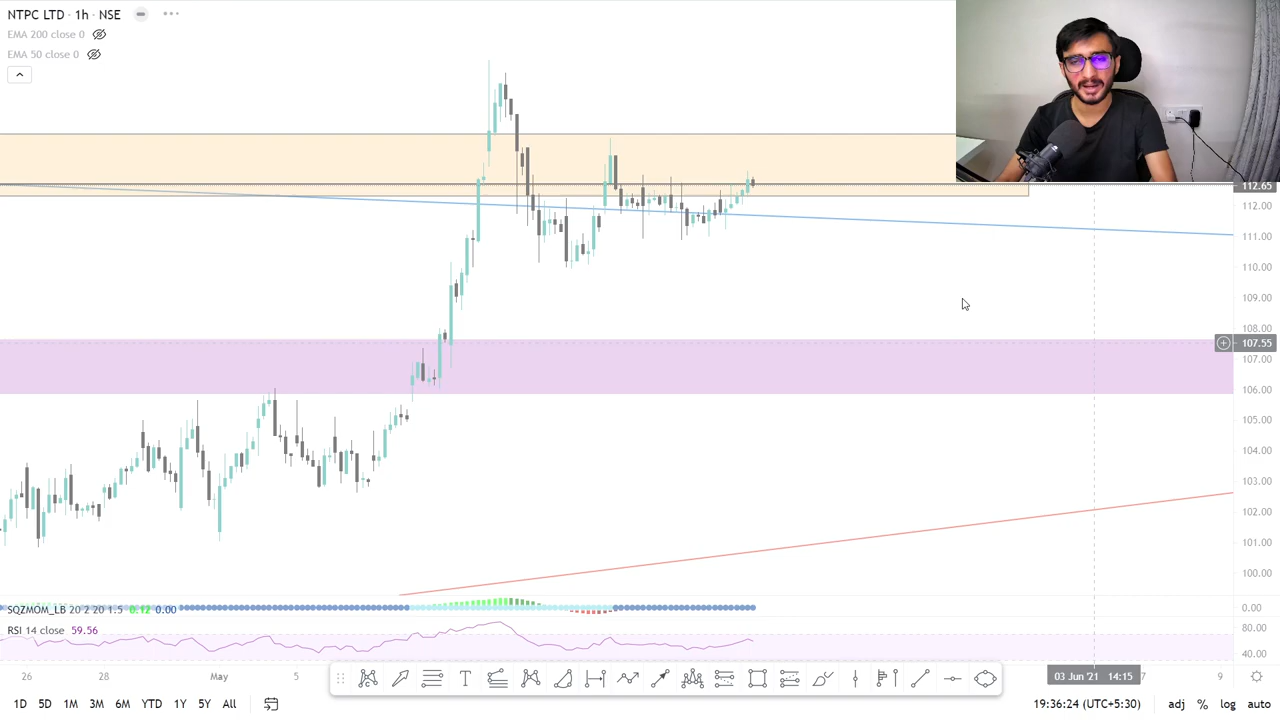 NTPC LTD · 1h · NSE
EMA 200 close 0
EMA 50 close 0
112.65
112.00
111.00
110.00
109.00
108.00
107.55
107.00
106.00
105.00
104.00
103.00
102.00
101.00
100.00
SQZMOM_LB 20 2 20 1.5 0.12 0.00
0.00
RSI 14 close 59.56
80.00
40.00
26 28 May 5 03 Jun '21 14:15 7 9
1D 5D 1M 3M 6M YTD 1Y 5Y All
19:36:24 (UTC+5:30) adj % log auto